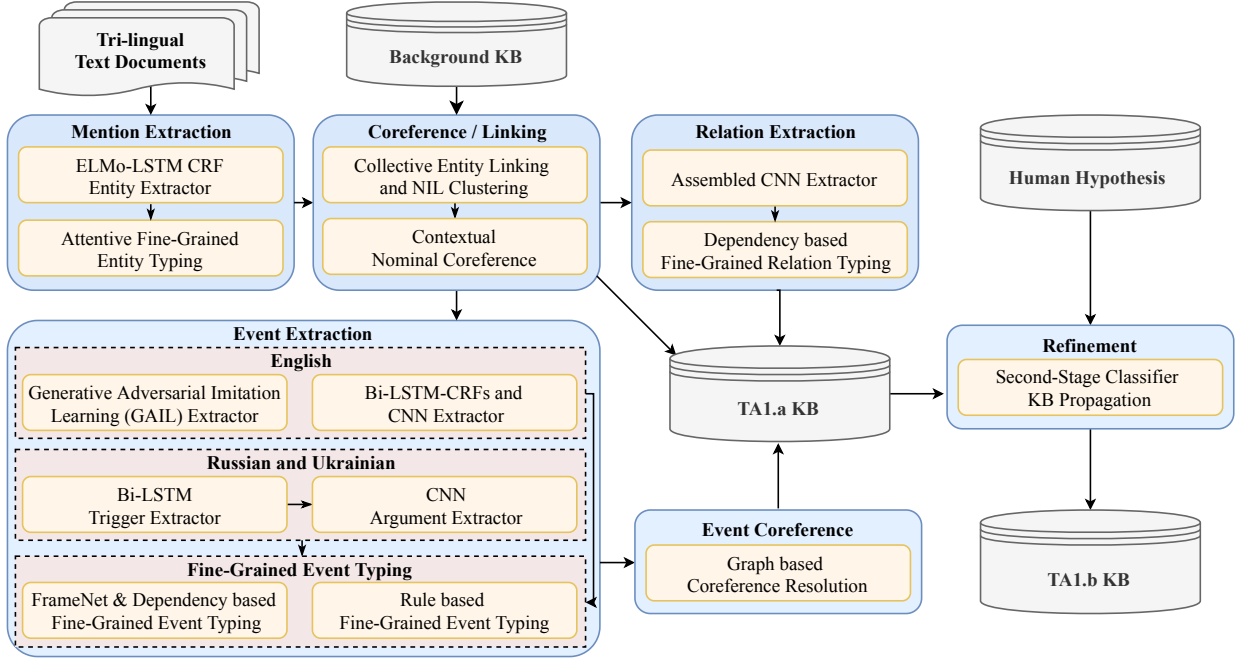 Tri-lingual
Text Documents
Background KB
Mention Extraction
ELMo-LSTM CRF
Entity Extractor
Attentive Fine-Grained
Entity Typing
Coreference / Linking
Collective Entity Linking
and NIL Clustering
Contextual
Nominal Coreference
Relation Extraction
Assembled CNN Extractor
Dependency based
Fine-Grained Relation Typing
Human Hypothesis
Event Extraction
English
Generative Adversarial Imitation
Learning (GAIL) Extractor
Bi-LSTM-CRFs and
CNN Extractor
Russian and Ukrainian
Bi-LSTM
Trigger Extractor
CNN
Argument Extractor
Fine-Grained Event Typing
FrameNet & Dependency based
Fine-Grained Event Typing
Rule based
Fine-Grained Event Typing
TA1.a KB
Event Coreference
Graph based
Coreference Resolution
Refinement
Second-Stage Classifier
KB Propagation
TA1.b KB